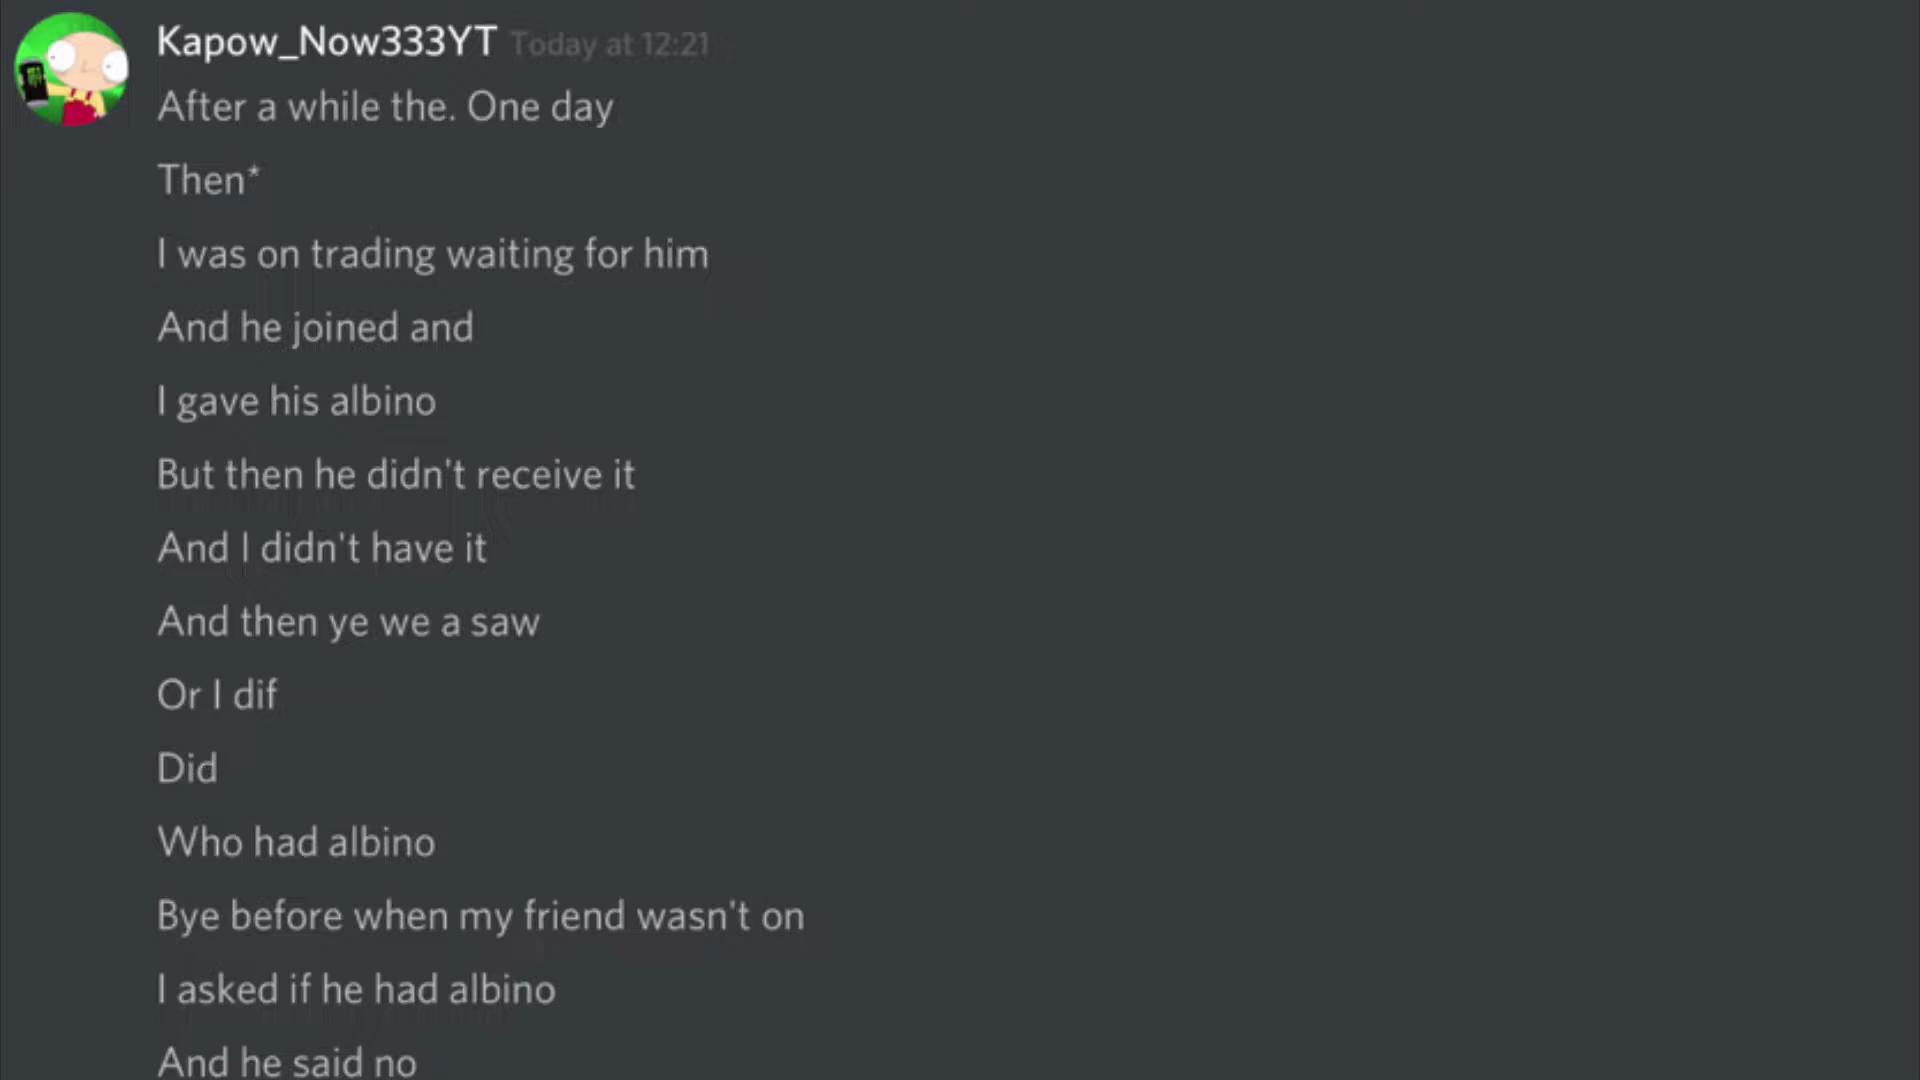 Kapow_Now333YT Today at 12:21
After a while the. One day
Then*
I was on trading waiting for him
And he joined and
I gave his albino
But then he didn't receive it
And I didn't have it
And then ye we a saw
Or I dif
Did
Who had albino
Bye before when my friend wasn't on
I asked if he had albino
And he said no